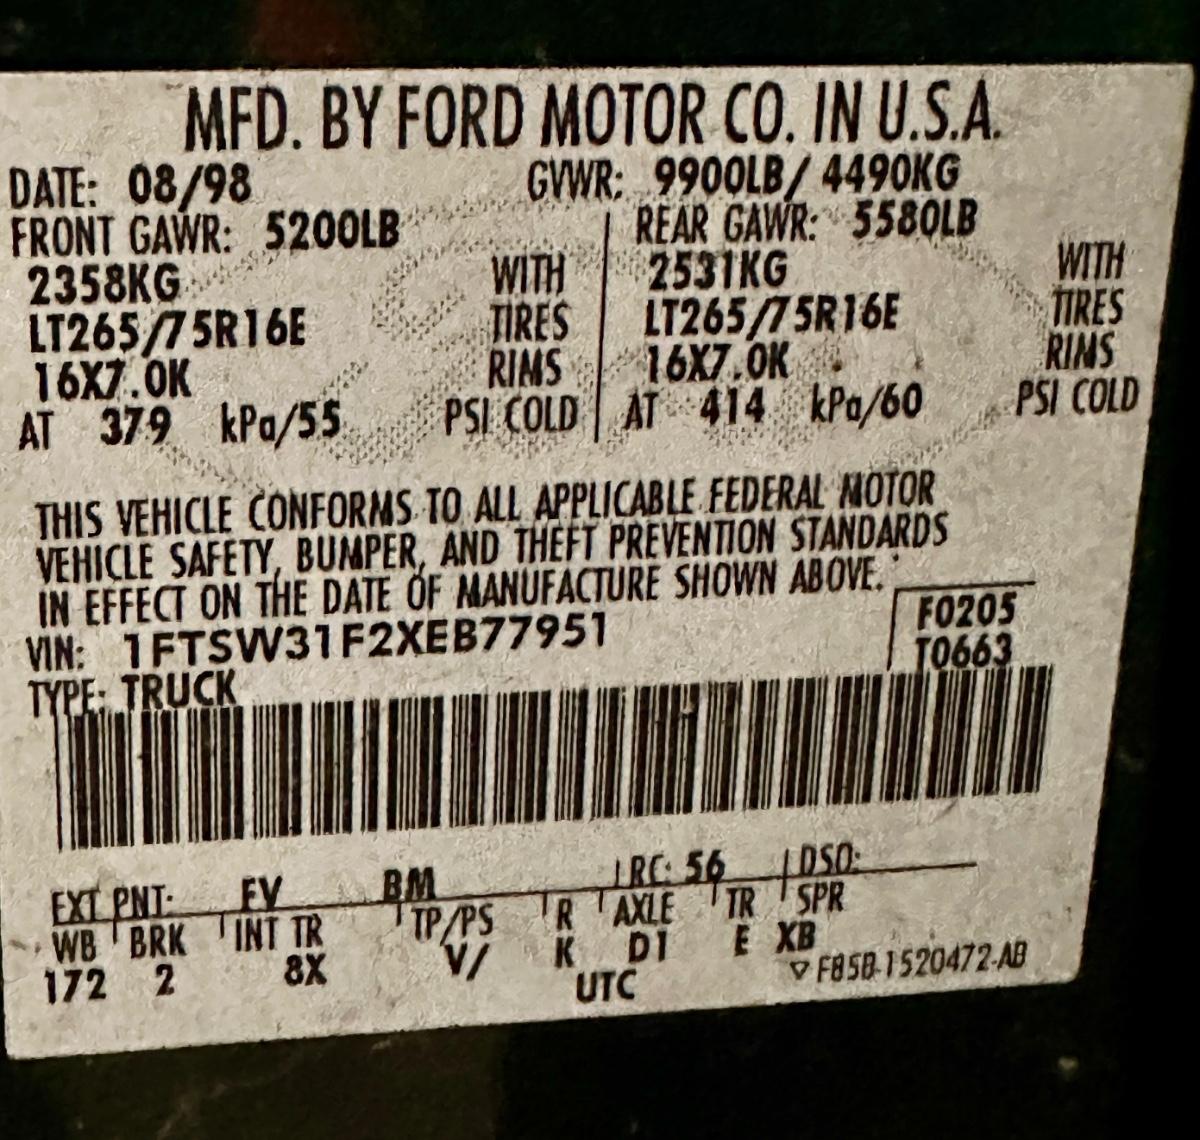 MFD. BY FORD MOTOR CO. IN U.S.A.
DATE: 08/98 GVWR: 9900LB/ 4490KG
FRONT GAWR: 5200LB REAR GAWR: 5580LB
2358KG WITH 2531KG WITH
LT265/75R16E TIRES LT265/75R16E TIRES
16X7.0K RIMS 16X7.0K RIMS
AT 379 kPa/55 PSI COLD AT 414 kPa/60 PSI COLD
THIS VEHICLE CONFORMS TO ALL APPLICABLE FEDERAL MOTOR
VEHICLE SAFETY, BUMPER, AND THEFT PREVENTION STANDARDS
IN EFFECT ON THE DATE OF MANUFACTURE SHOWN ABOVE.
VIN: 1FTSW31F2XEB77951 F0205
TYPE: TRUCK T0663
EXT PNT: FV BM RC: 56 DSO:
WB BRK INT TR TP/PS R AXLE TR SPR
172 2 8X V/ K D1 E XB
UTC ▽ F85B-1520472-AB